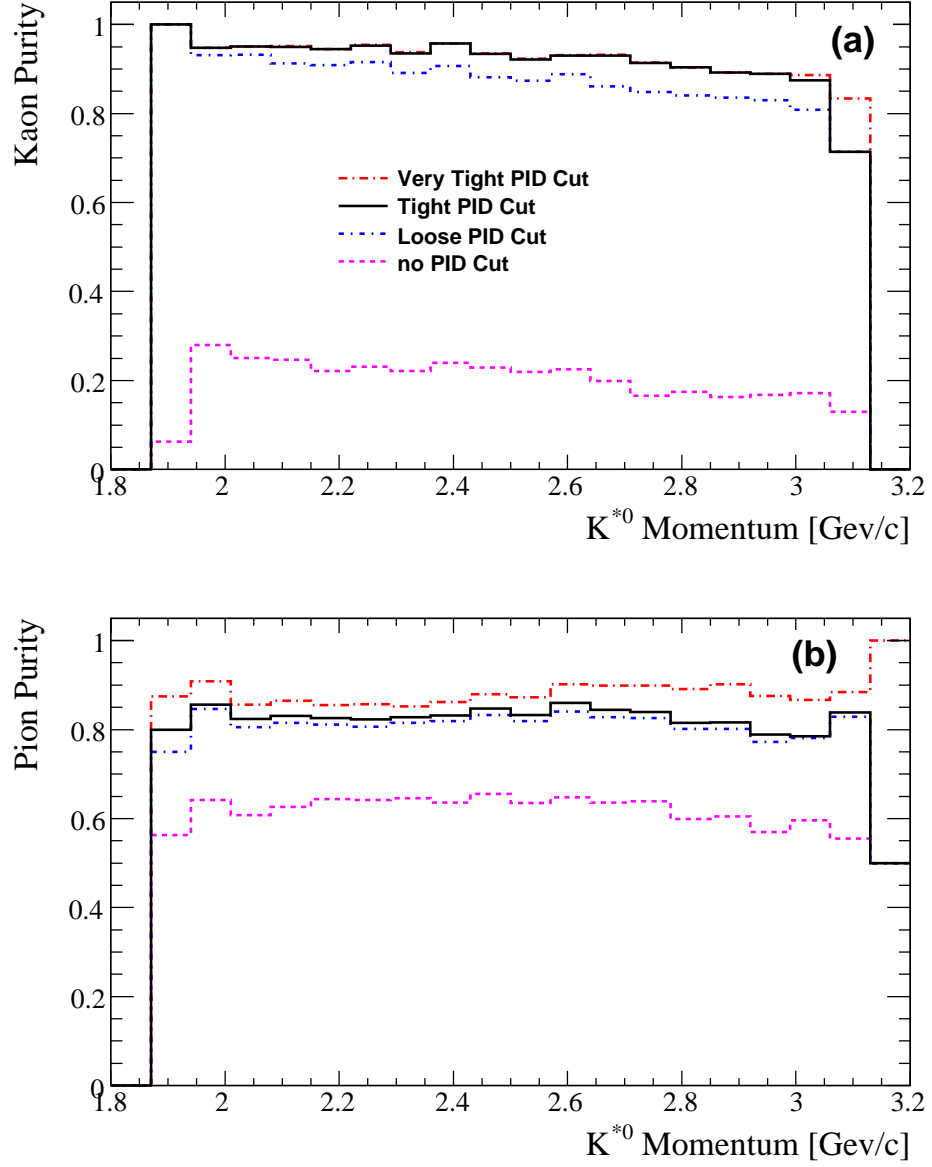 Kaon Purity
1
0.8
0.6
0.4
0.2
0
(a)
Very Tight PID Cut
Tight PID Cut
Loose PID Cut
no PID Cut
1.8 2 2.2 2.4 2.6 2.8 3 3.2
K*0 Momentum [Gev/c]
Pion Purity
1
0.8
0.6
0.4
0.2
0
(b)
1.8 2 2.2 2.4 2.6 2.8 3 3.2
K*0 Momentum [Gev/c]